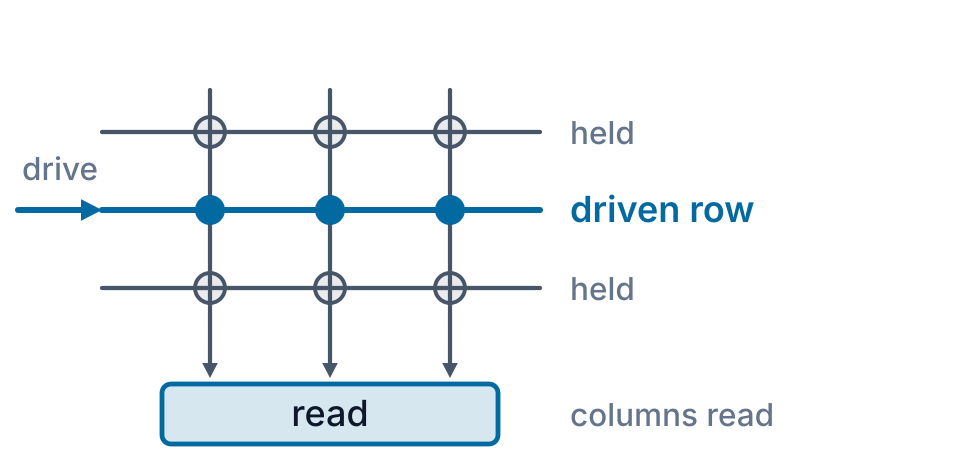 held
drive
driven row
held
read
columns read